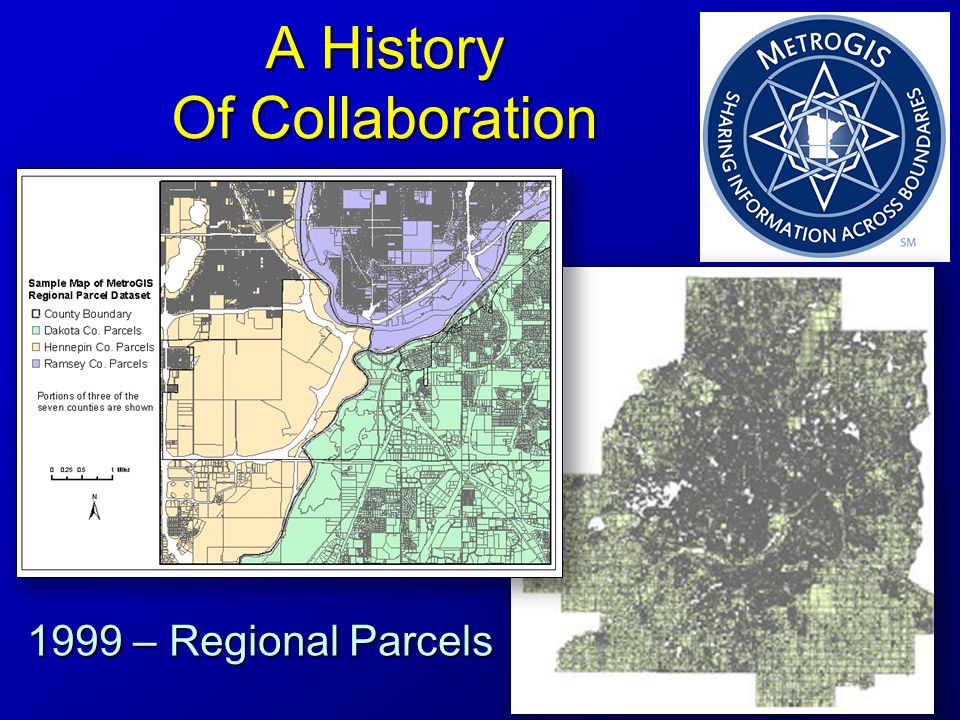 A History
Of Collaboration
METROGIS
SHARING INFORMATION ACROSS BOUNDARIES
SM
Sample Map of MetroGIS
Regional Parcel Dataset
County Boundary
Dakota Co. Parcels
Hennepin Co. Parcels
Ramsey Co. Parcels
Portions of three of the
seven counties are shown
0 0.25 0.5 1 Miles
N
1999 – Regional Parcels